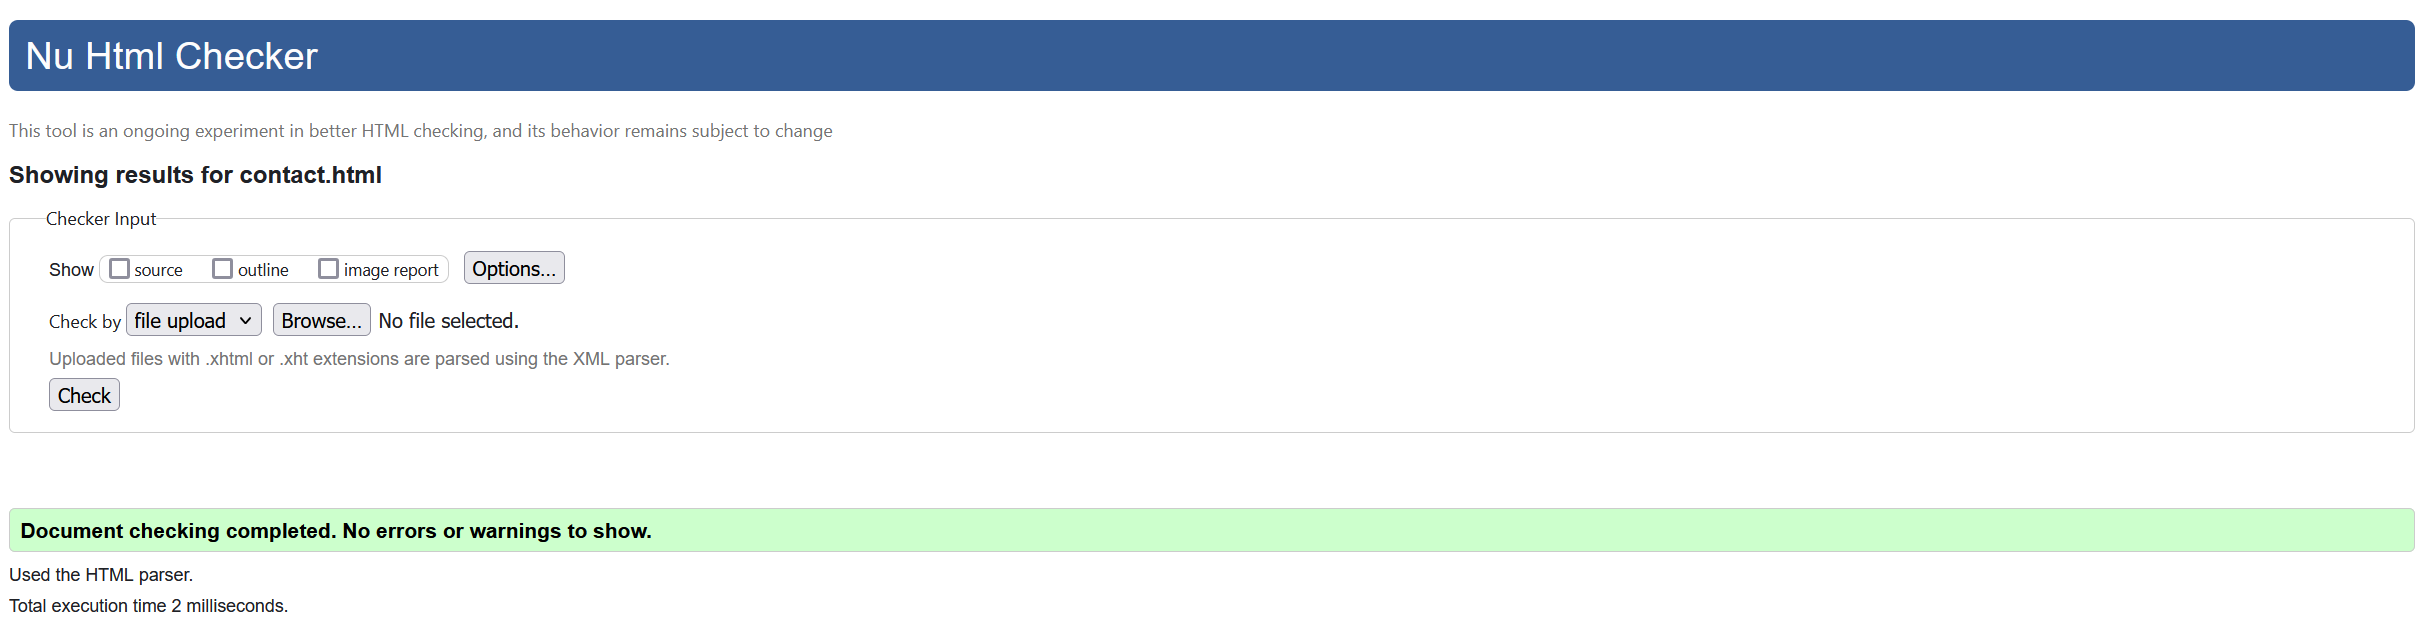 Nu Html Checker
This tool is an ongoing experiment in better HTML checking, and its behavior remains subject to change
Showing results for contact.html
Checker Input
Show source outline image report Options...
Check by file upload Browse... No file selected.
Uploaded files with .xhtml or .xht extensions are parsed using the XML parser.
Check
Document checking completed. No errors or warnings to show.
Used the HTML parser.
Total execution time 2 milliseconds.